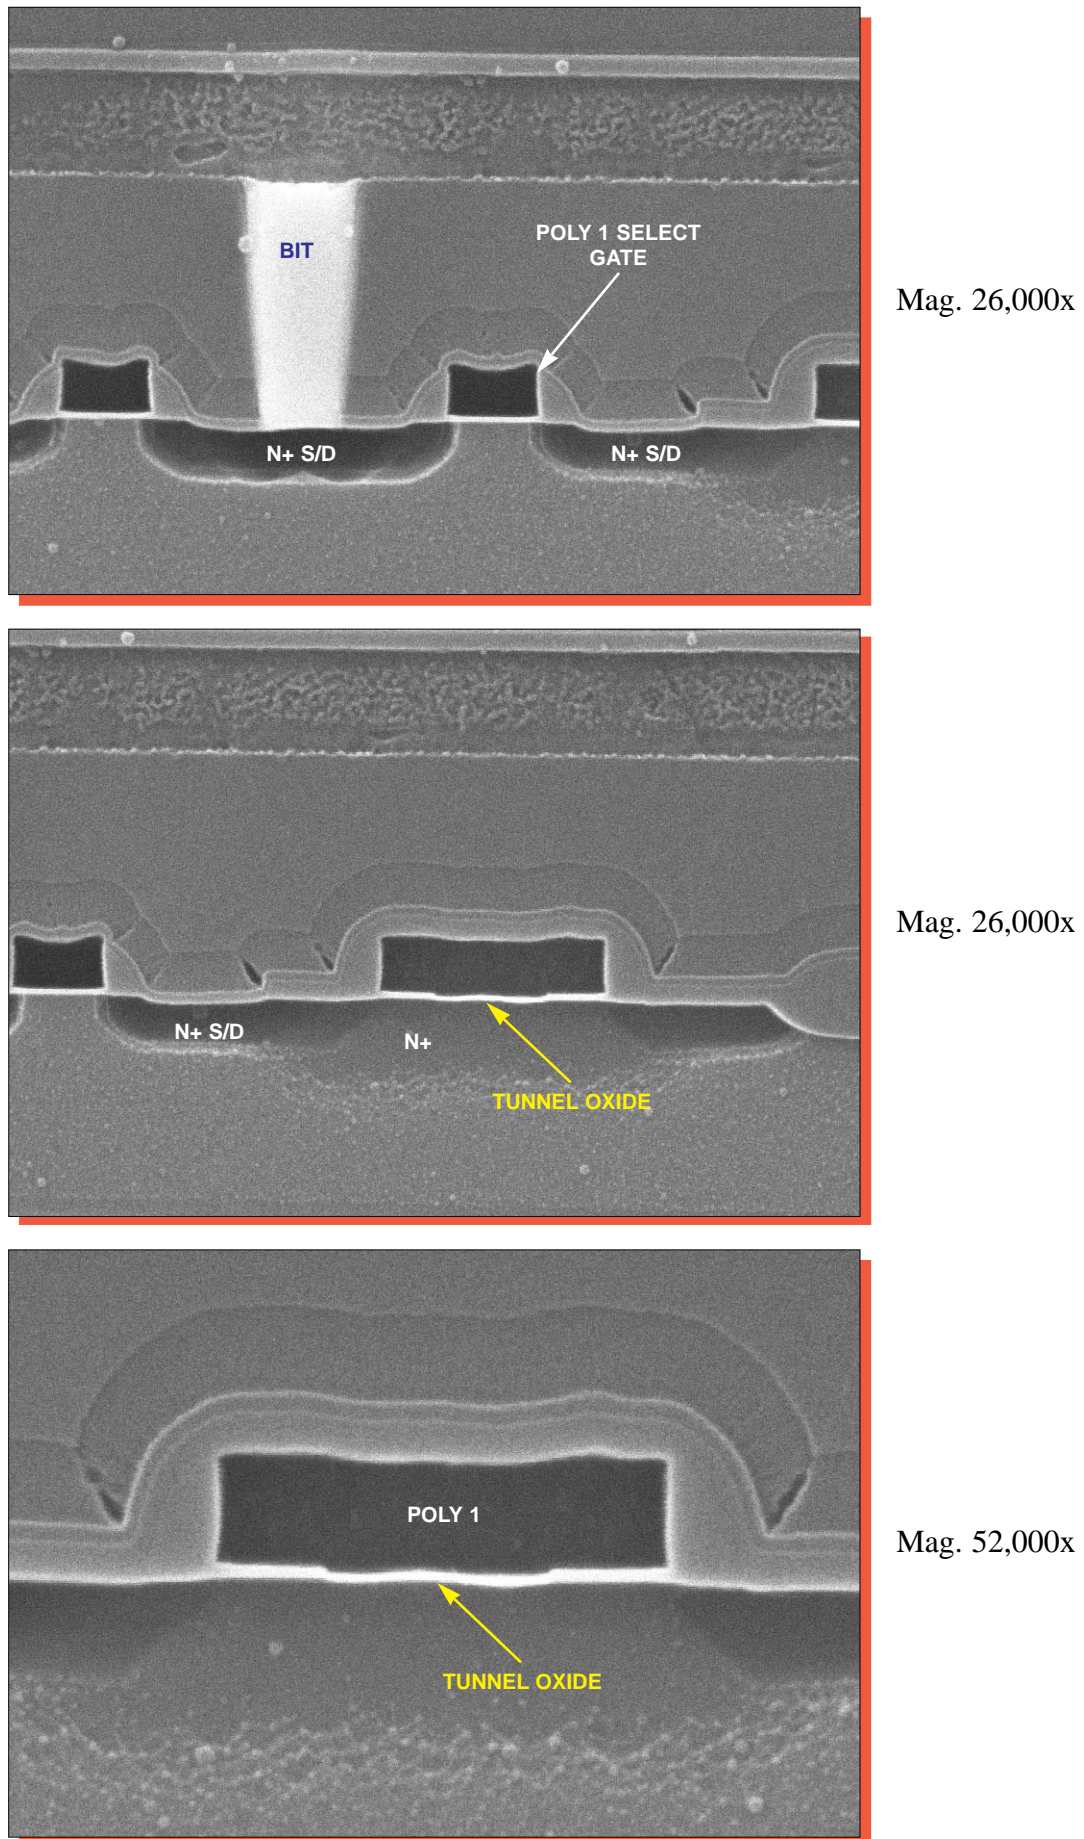 BIT
POLY 1 SELECT
GATE
N+ S/D
N+ S/D
Mag. 26,000x
N+ S/D
N+
TUNNEL OXIDE
Mag. 26,000x
POLY 1
TUNNEL OXIDE
Mag. 52,000x